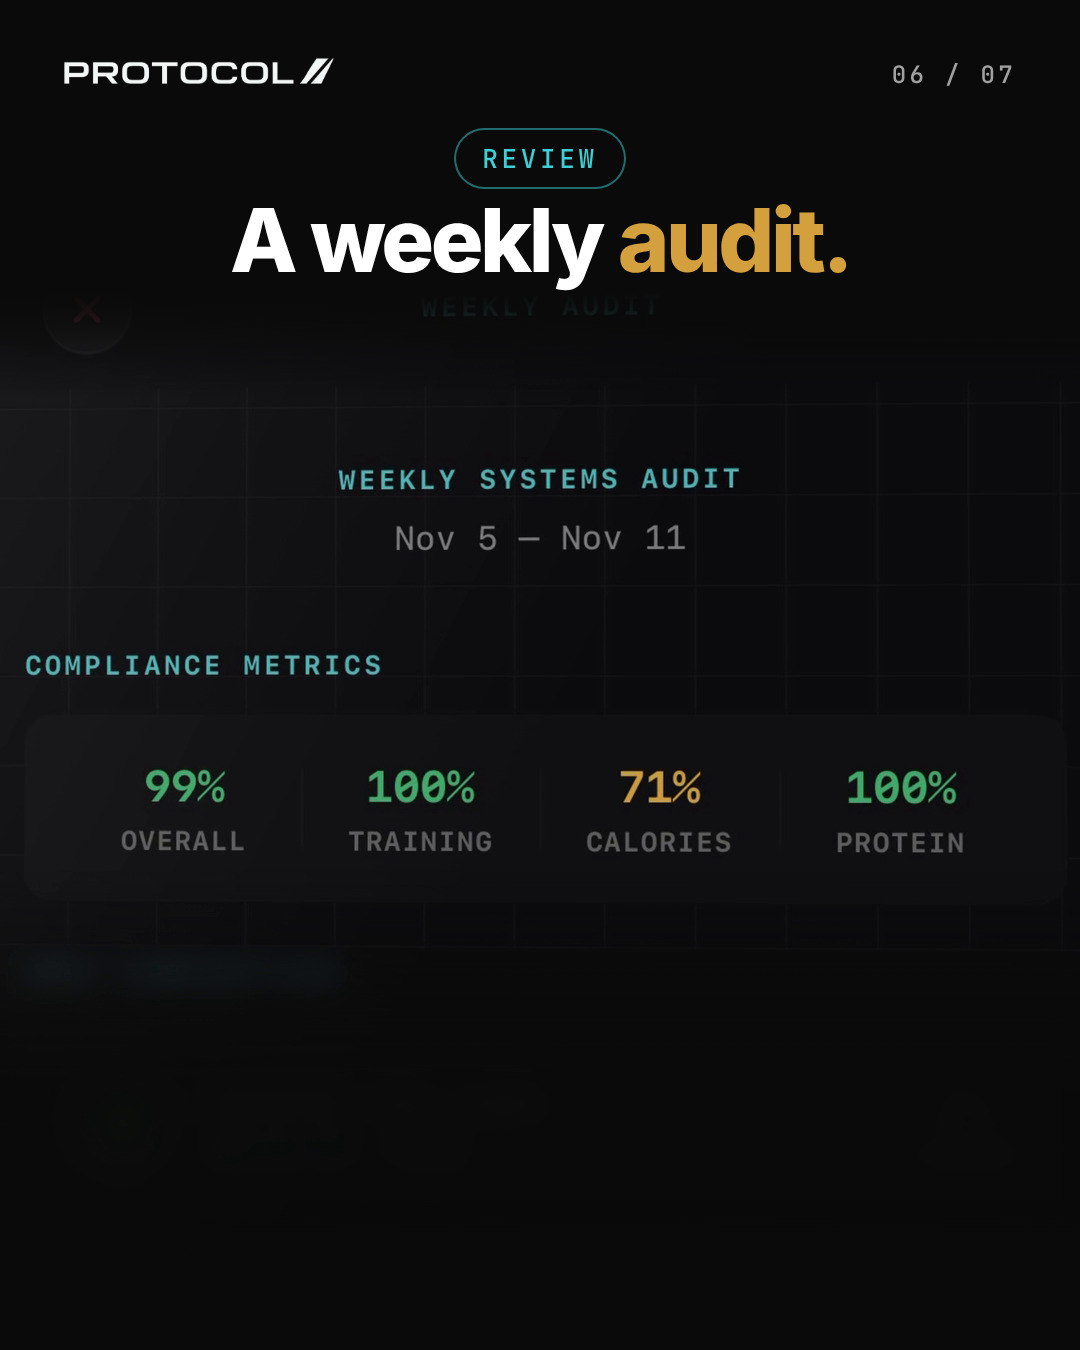 PROTOCOL
06 / 07
REVIEW
A weekly audit.
WEEKLY AUDIT
WEEKLY SYSTEMS AUDIT
Nov 5 — Nov 11
COMPLIANCE METRICS
99% 100% 71% 100%
OVERALL TRAINING CALORIES PROTEIN